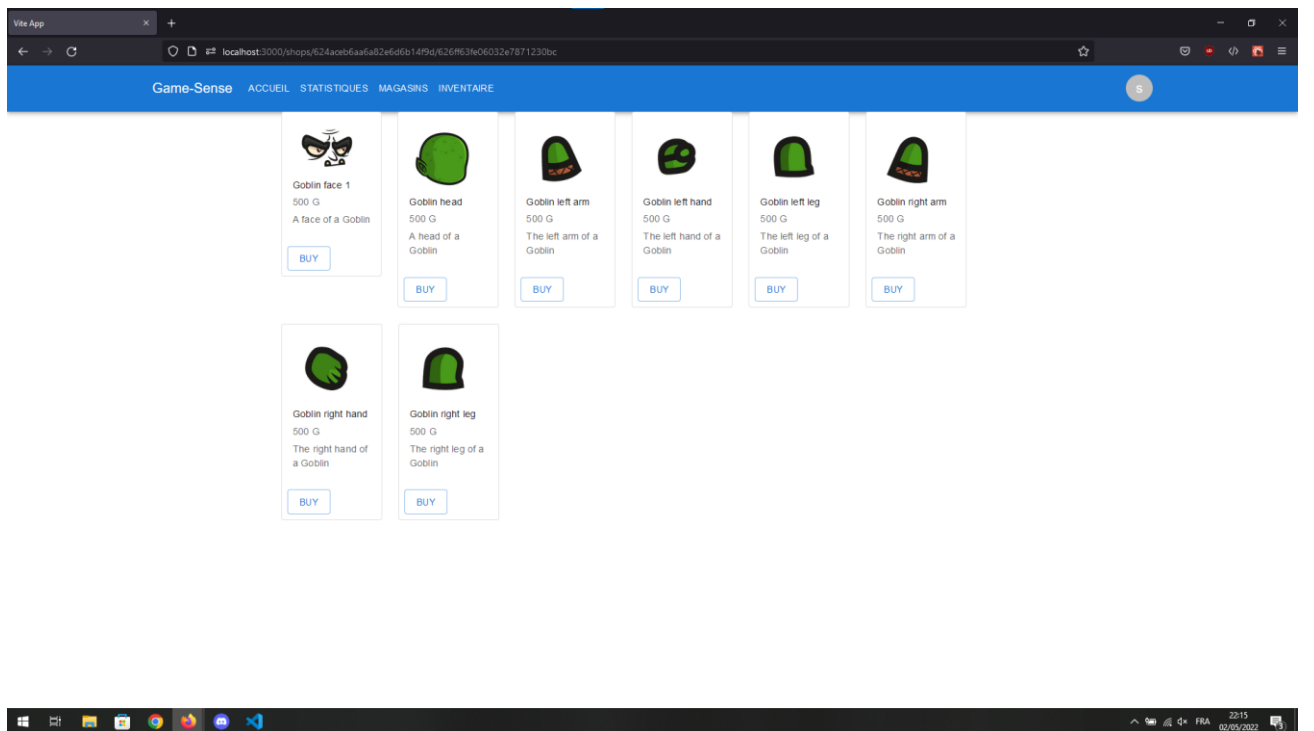 Vite App
localhost:3000/shops/624aceb6aa6a82e6d6b14f9d/626ff63fe06032e7871230bc
Game-Sense ACCUEIL STATISTIQUES MAGASINS INVENTAIRE S
Goblin face 1
500 G
A face of a Goblin
BUY
Goblin head
500 G
A head of a
Goblin
BUY
Goblin left arm
500 G
The left arm of a
Goblin
BUY
Goblin left hand
500 G
The left hand of a
Goblin
BUY
Goblin left leg
500 G
The left leg of a
Goblin
BUY
Goblin right arm
500 G
The right arm of a
Goblin
BUY
Goblin right hand
500 G
The right hand of
a Goblin
BUY
Goblin right leg
500 G
The right leg of a
Goblin
BUY
FRA
22:15
02/05/2022